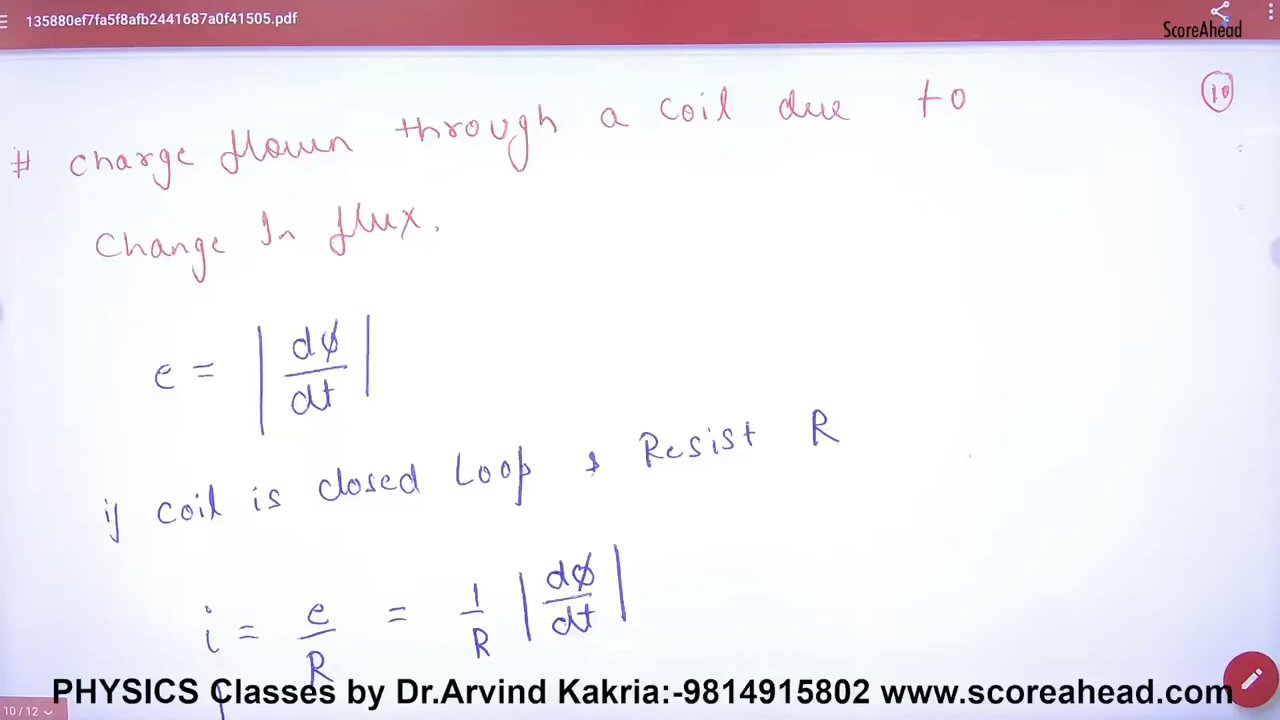 135880ef7fa5f8afb2441687a0f41505.pdf
ScoreAhead
10
# Charge flown through a coil due to
Change In flux.
e = |dϕ/dt|
if coil is closed Loop & Resist R
i = e/R = 1/R |dϕ/dt|
PHYSICS Classes by Dr.Arvind Kakria:-9814915802 www.scoreahead.com
10 / 12